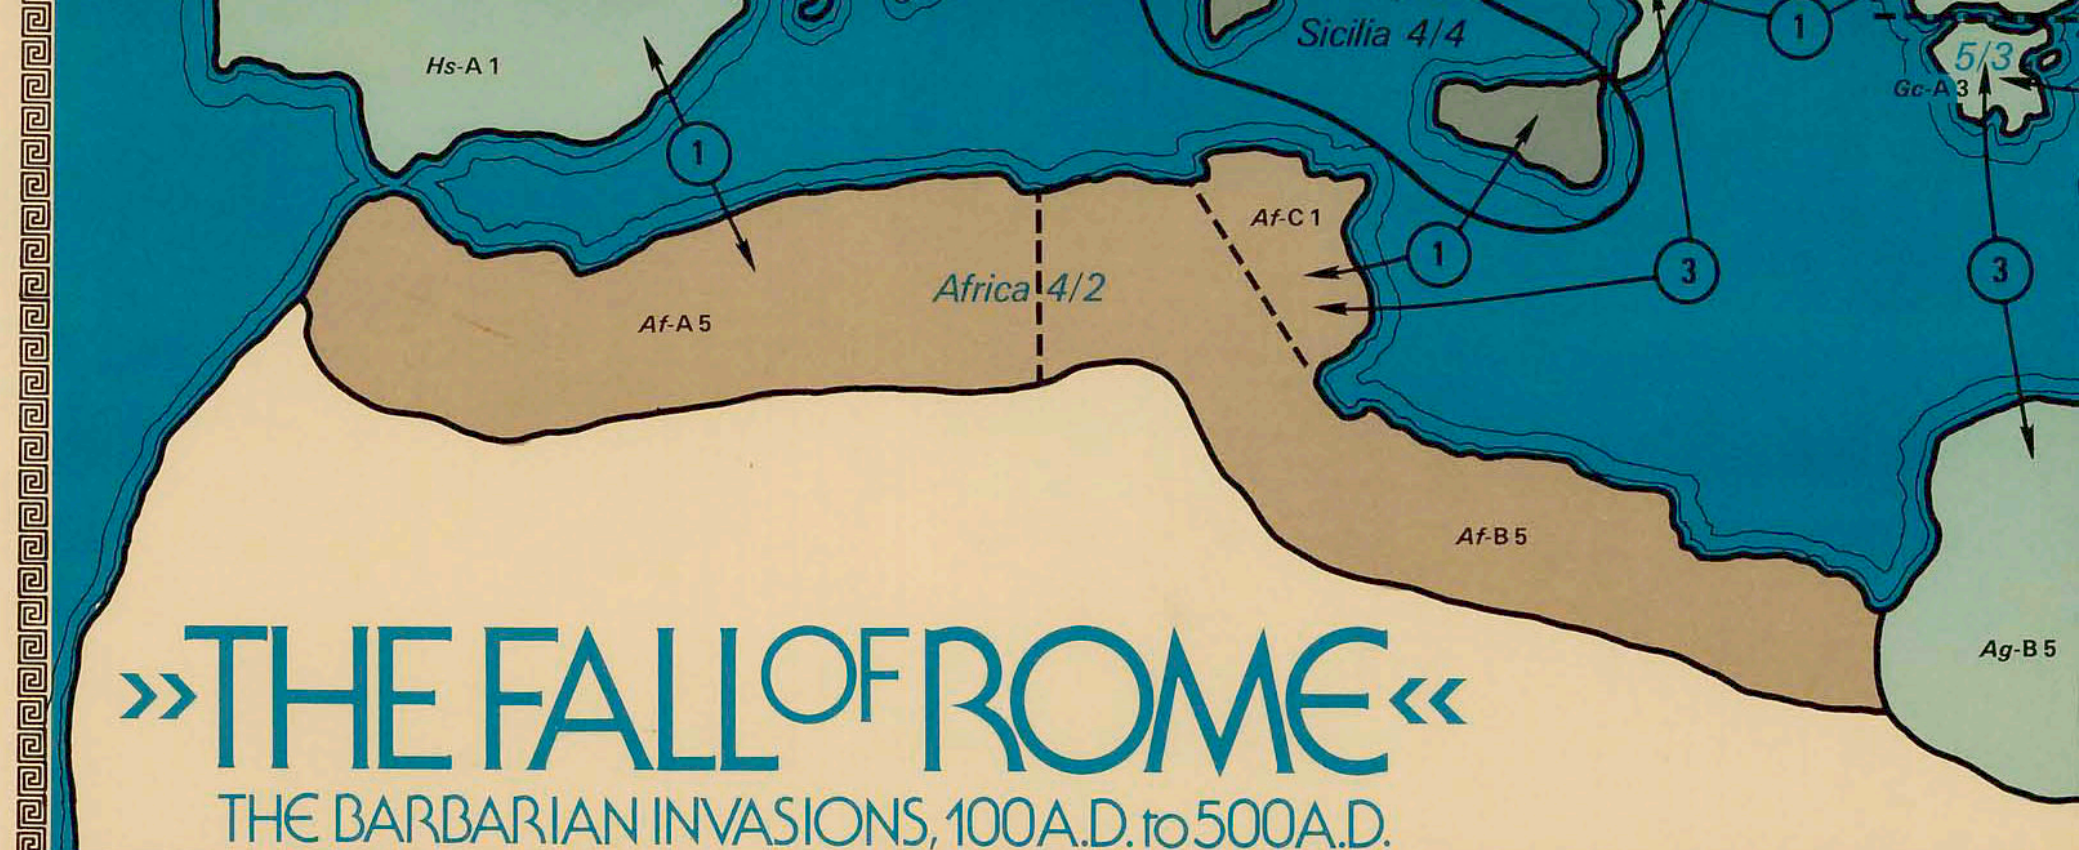 Sicilia 4/4
1
Hs-A 1
5/3
Gc-A 3
1
Af-C 1
1
3
3
Africa 4/2
Af-A 5
Af-B 5
Ag-B 5
»THE FALL OF ROME«
THE BARBARIAN INVASIONS, 100 A.D. to 500 A.D.